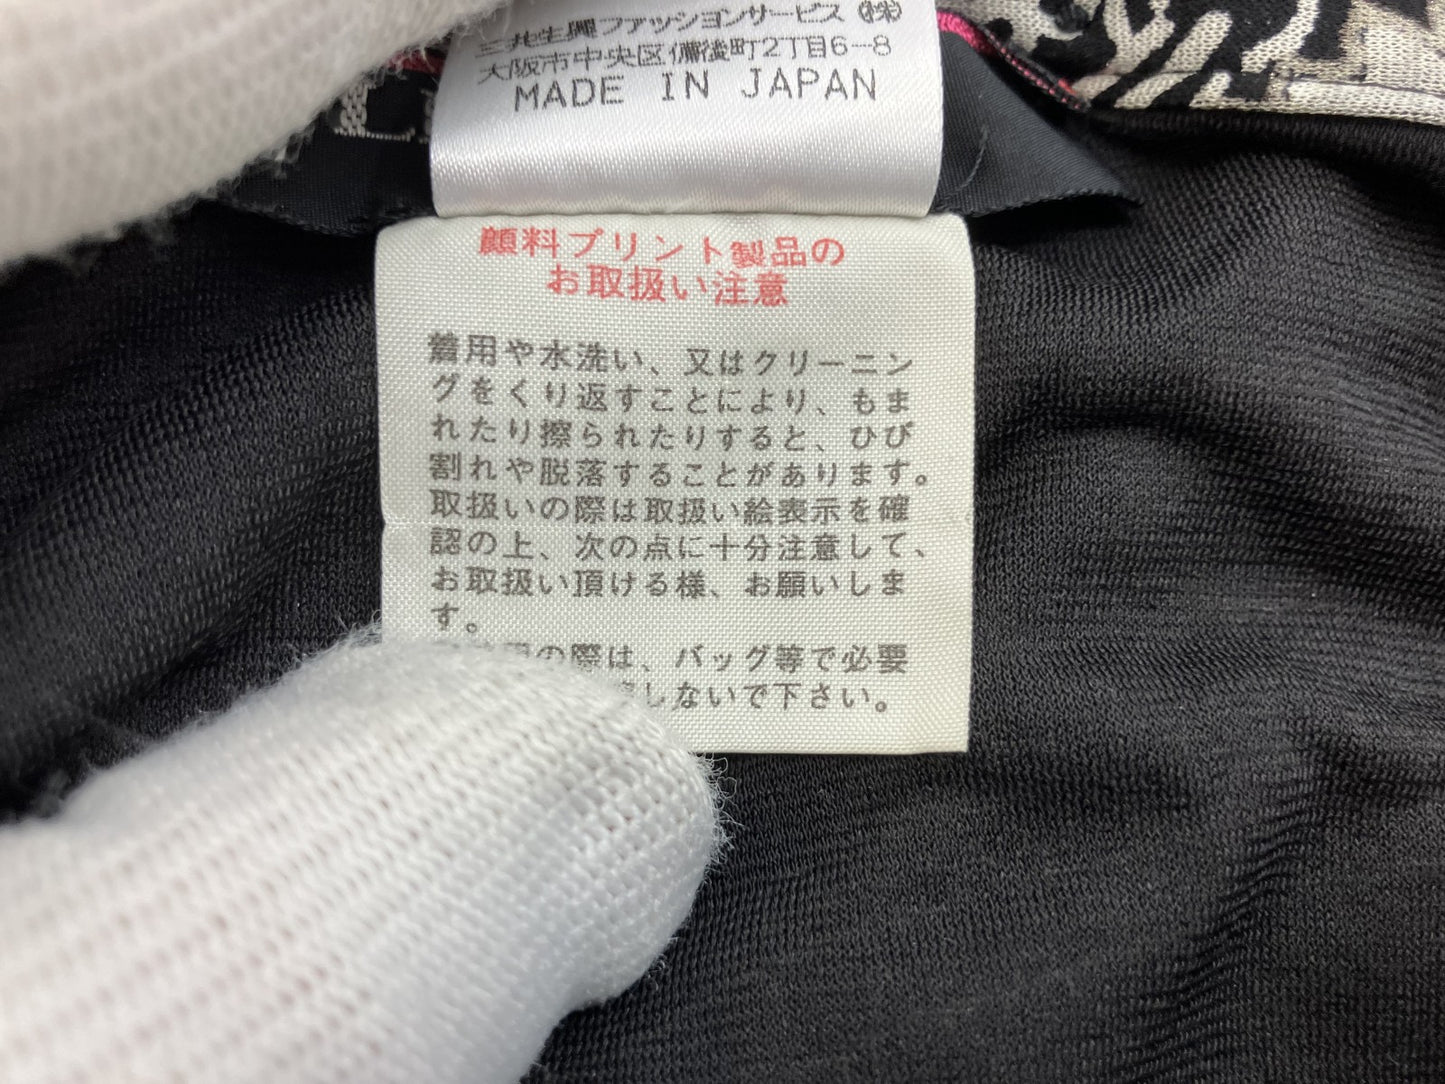 三共生興ファッションサービス(株)
大阪市中央区備後町2丁目6-8
MADE IN JAPAN
顔料プリント製品の
お取扱い注意
着用や水洗い、又はクリーニン
グをくり返すことにより、もま
れたり擦られたりすると、ひび
割れや脱落することがあります。
取扱いの際は取扱い絵表示を確
認の上、次の点に十分注意して、
お取扱い頂ける様、お願いしま
す。
の際は、バッグ等で必要
しないで下さい。